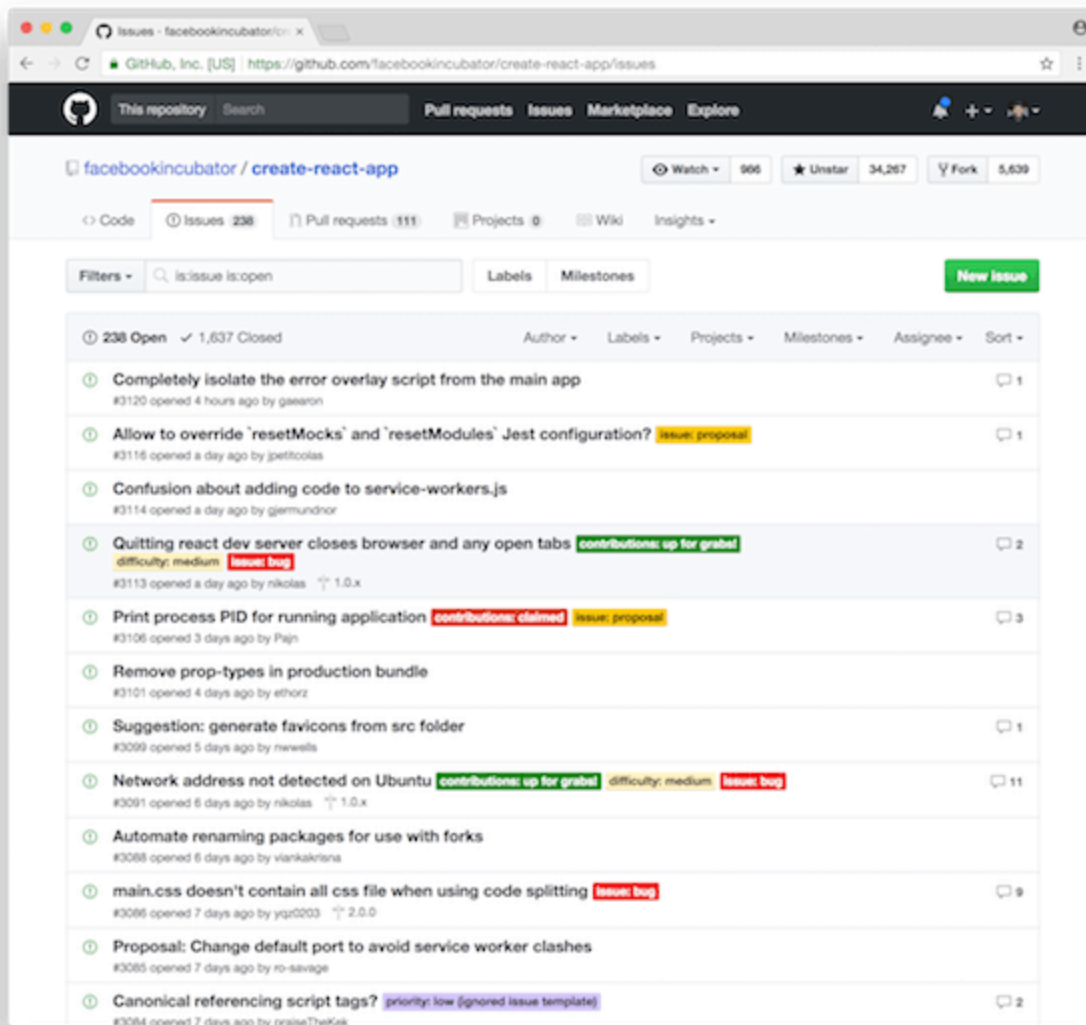 Issues · facebookincubator/cr ×
GitHub, Inc. [US] https://github.com/facebookincubator/create-react-app/issues
This repository Search Pull requests Issues Marketplace Explore
facebookincubator / create-react-app Watch 966 Unstar 34,267 Fork 5,639
Code Issues 238 Pull requests 111 Projects 0 Wiki Insights
Filters is:issue is:open Labels Milestones New issue
238 Open 1,637 Closed Author Labels Projects Milestones Assignee Sort
Completely isolate the error overlay script from the main app 1
#3120 opened 4 hours ago by gaearon
Allow to override `resetMocks` and `resetModules` Jest configuration? issue: proposal 1
#3116 opened a day ago by jpetitcolas
Confusion about adding code to service-workers.js
#3114 opened a day ago by gjermundnor
Quitting react dev server closes browser and any open tabs contributions: up for grabs! 2
difficulty: medium issue: bug
#3113 opened a day ago by nikolas 1.0.x
Print process PID for running application contributions: claimed issue: proposal 3
#3106 opened 3 days ago by Pajn
Remove prop-types in production bundle
#3101 opened 4 days ago by ethorz
Suggestion: generate favicons from src folder 1
#3099 opened 5 days ago by nwwells
Network address not detected on Ubuntu contributions: up for grabs! difficulty: medium issue: bug 11
#3091 opened 6 days ago by nikolas 1.0.x
Automate renaming packages for use with forks
#3088 opened 6 days ago by viankakrisna
main.css doesn't contain all css file when using code splitting issue: bug 9
#3086 opened 7 days ago by yqz0203 2.0.0
Proposal: Change default port to avoid service worker clashes
#3085 opened 7 days ago by ro-savage
Canonical referencing script tags? priority: low (ignored issue template) 2
#3084 opened 7 days ago by praiseTheKek